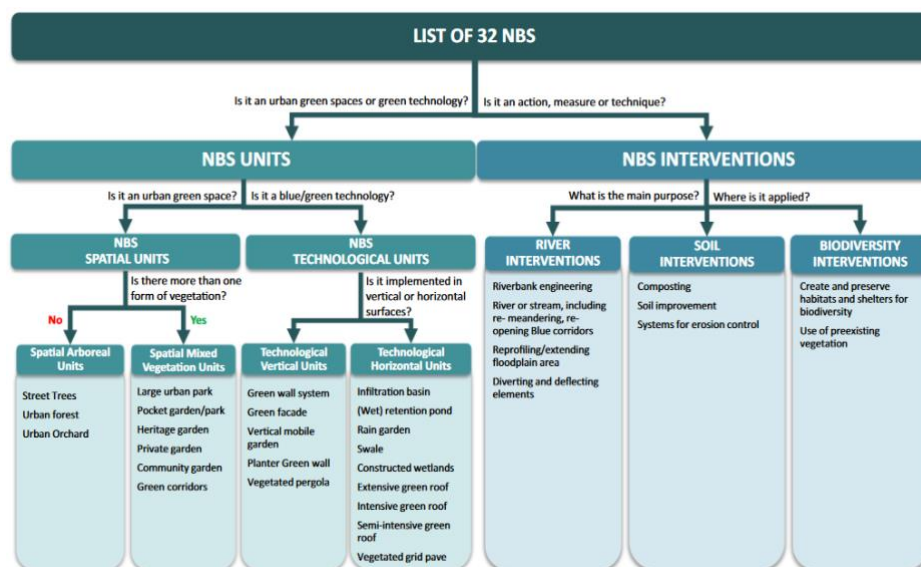 LIST OF 32 NBS
Is it an urban green spaces or green technology?
Is it an action, measure or technique?
NBS UNITS
NBS INTERVENTIONS
Is it an urban green space?
Is it a blue/green technology?
What is the main purpose?
Where is it applied?
NBS
SPATIAL UNITS
NBS
TECHNOLOGICAL UNITS
RIVER
INTERVENTIONS
SOIL
INTERVENTIONS
BIODIVERSITY
INTERVENTIONS
Is there more than one
form of vegetation?
Is it implemented in
vertical or horizontal
surfaces?
No
Yes
Spatial Arboreal
Units
Street Trees
Urban forest
Urban Orchard
Spatial Mixed
Vegetation Units
Large urban park
Pocket garden/park
Heritage garden
Private garden
Community garden
Green corridors
Technological
Vertical Units
Green wall system
Green facade
Vertical mobile
garden
Planter Green wall
Vegetated pergola
Technological
Horizontal Units
Infiltration basin
(Wet) retention pond
Rain garden
Swale
Constructed wetlands
Extensive green roof
Intensive green roof
Semi-intensive green
roof
Vegetated grid pave
Riverbank engineering
River or stream, including
re- meandering, re-
opening Blue corridors
Reprofiling/extending
floodplain area
Diverting and deflecting
elements
Composting
Soil improvement
Systems for erosion control
Create and preserve
habitats and shelters for
biodiversity
Use of preexisting
vegetation